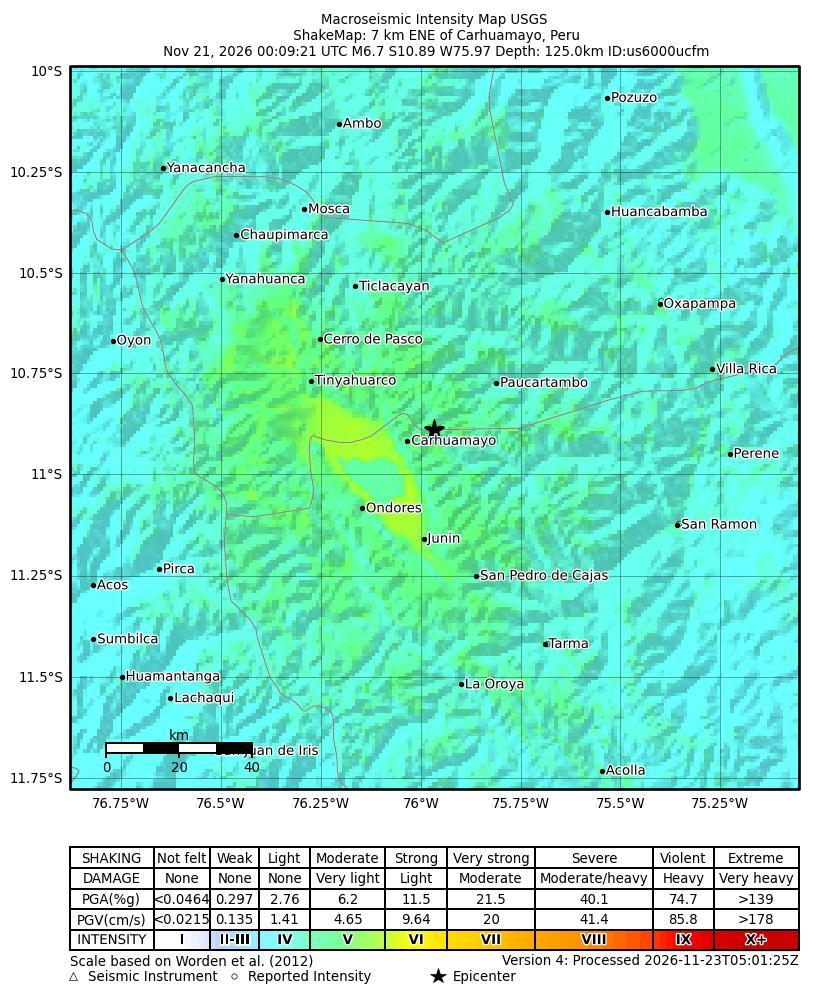 Macroseismic Intensity Map USGS
ShakeMap: 7 km ENE of Carhuamayo, Peru
Nov 21, 2026 00:09:21 UTC M6.7 S10.89 W75.97 Depth: 125.0km ID:us6000ucfm
10°S
Pozuzo
Ambo
10.25°S
Yanacancha
Mosca
Huancabamba
Chaupimarca
10.5°S
Yanahuanca
Ticlacayan
Oxapampa
Oyon
Cerro de Pasco
10.75°S
Villa Rica
Tinyahuarco
Paucartambo
Carhuamayo
Perene
11°S
Ondores
San Ramon
Junin
11.25°S
Pirca
San Pedro de Cajas
Acos
Sumbilca
Tarma
11.5°S
Huamantanga
La Oroya
Lachaqui
km
Juan de Iris
0 20 40
11.75°S
Acolla
76.75°W 76.5°W 76.25°W 76°W 75.75°W 75.5°W 75.25°W
SHAKING Not felt Weak Light Moderate Strong Very strong Severe Violent Extreme
DAMAGE None None None Very light Light Moderate Moderate/heavy Heavy Very heavy
PGA(%g) <0.0464 0.297 2.76 6.2 11.5 21.5 40.1 74.7 >139
PGV(cm/s) <0.0215 0.135 1.41 4.65 9.64 20 41.4 85.8 >178
INTENSITY I II-III IV V VI VII VIII IX X+
Scale based on Worden et al. (2012) Version 4: Processed 2026-11-23T05:01:25Z
△ Seismic Instrument ○ Reported Intensity ★ Epicenter